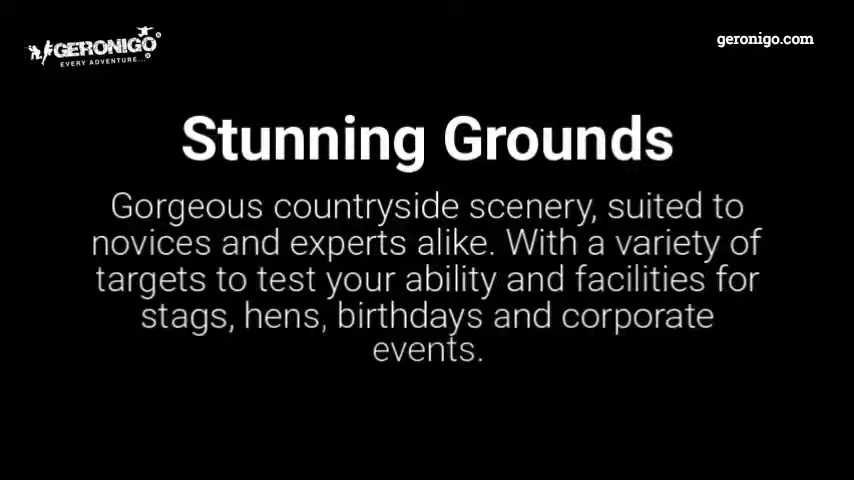 GERONIGO
EVERY ADVENTURE...
geronigo.com
Stunning Grounds
Gorgeous countryside scenery, suited to
novices and experts alike. With a variety of
targets to test your ability and facilities for
stags, hens, birthdays and corporate
events.